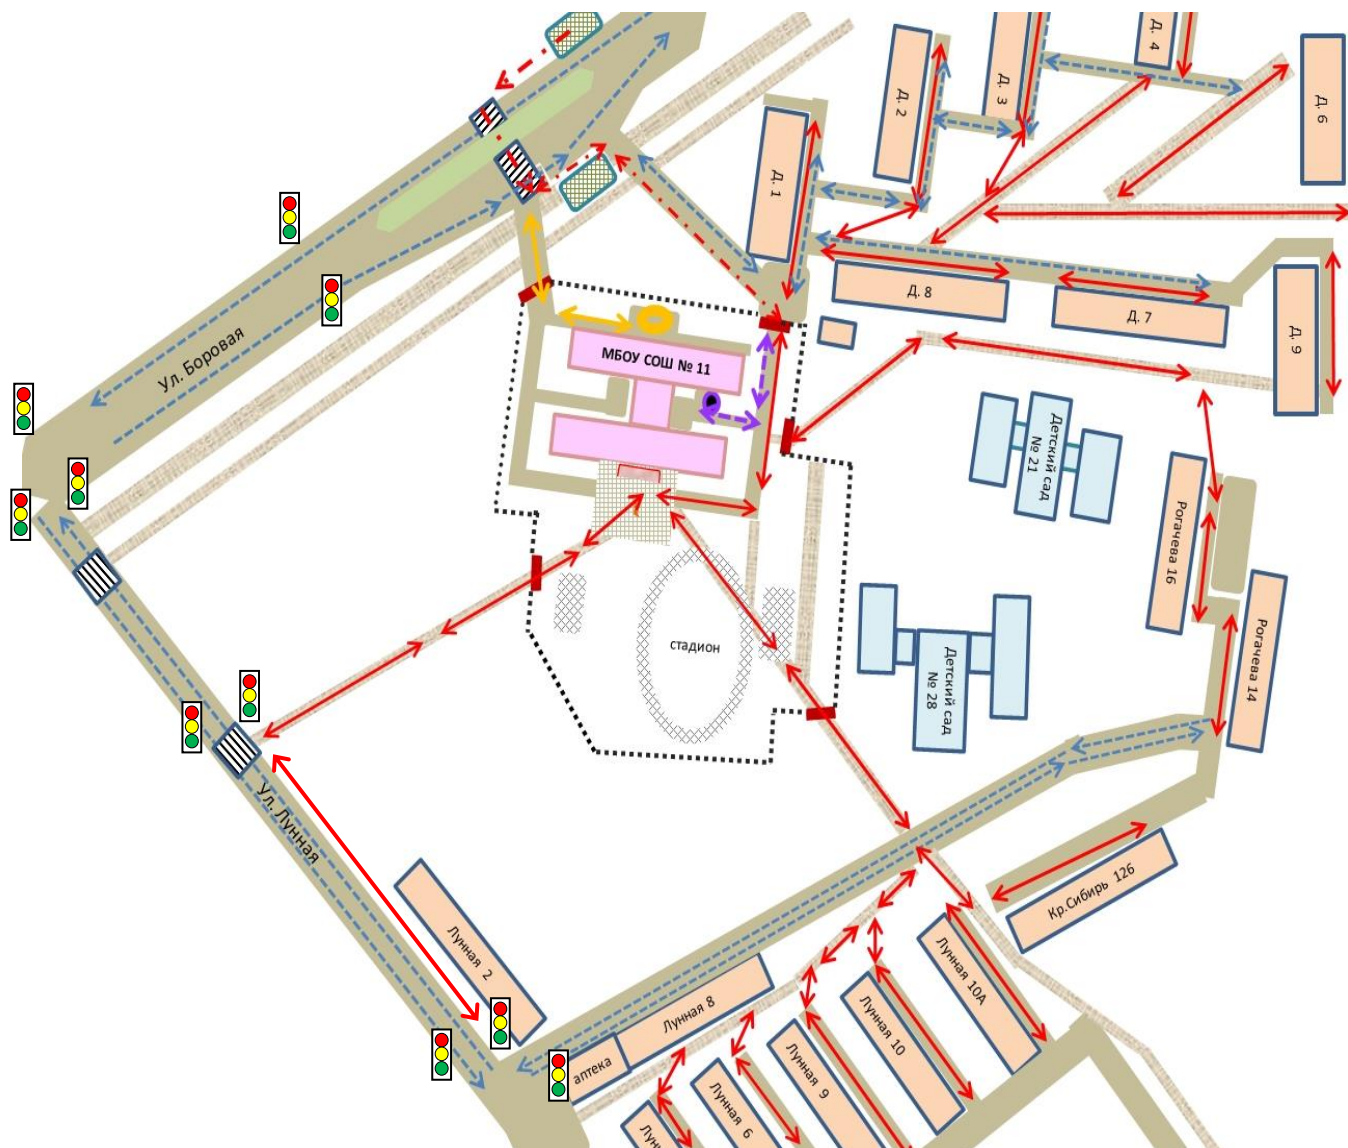 Д. 4
Д. 3
Д. 2
Д. 6
Д. 1
Д. 8
Д. 7
Д. 9
Ул. Боровая
МБОУ СОШ № 11
Детский сад
№ 21
Рогачева 16
Рогачева 14
стадион
Детский сад
№ 28
Ул. Лунная
Кр.Сибирь 126
Лунная 2
Лунная 10А
Лунная 8
Лунная 10
аптека
Лунная 9
Лунная 6